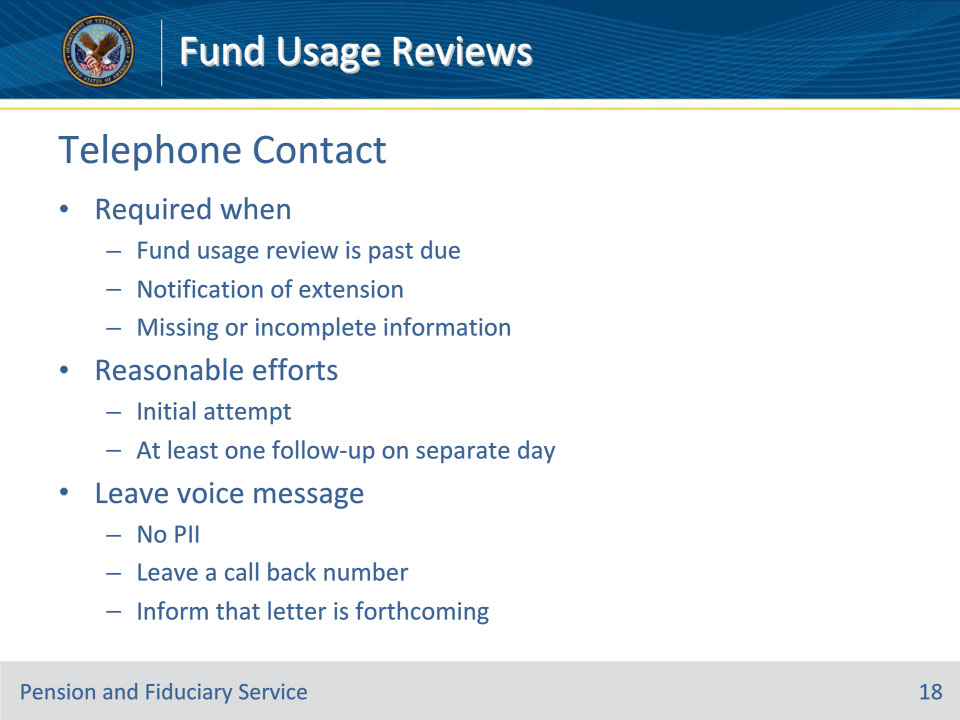 Fund Usage Reviews
Telephone Contact
• Required when
– Fund usage review is past due
– Notification of extension
– Missing or incomplete information
• Reasonable efforts
– Initial attempt
– At least one follow-up on separate day
• Leave voice message
– No PII
– Leave a call back number
– Inform that letter is forthcoming
Pension and Fiduciary Service
18